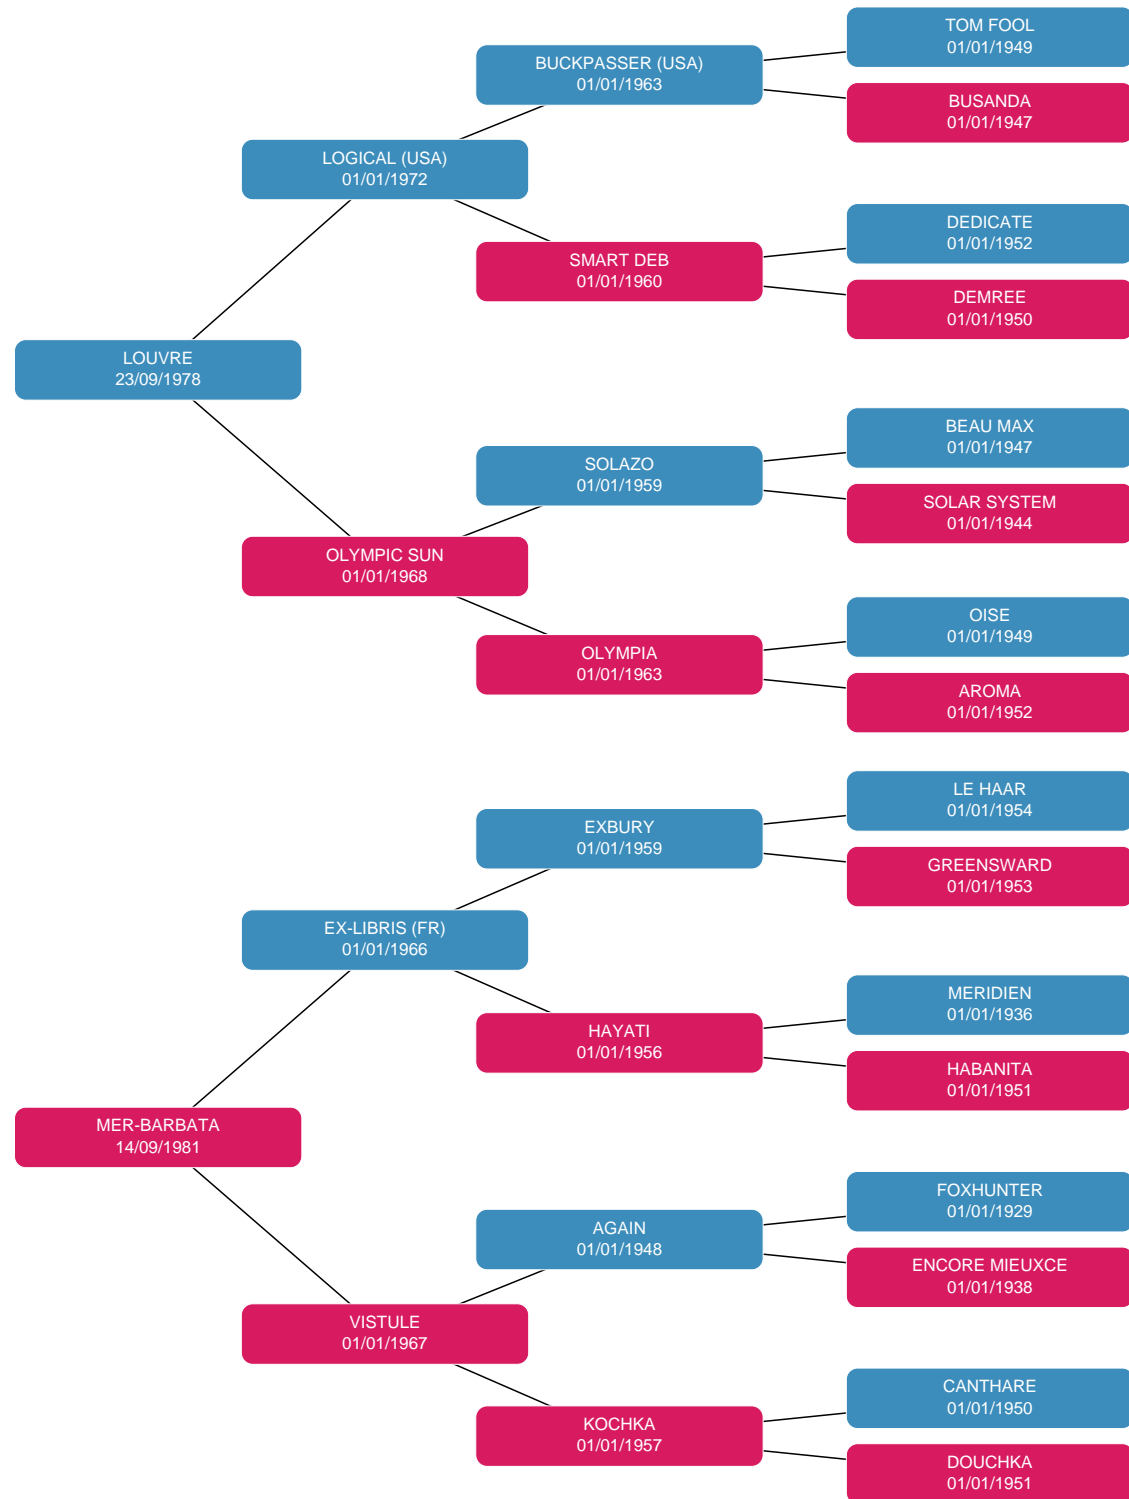 TOM FOOL
01/01/1949
BUCKPASSER (USA)
01/01/1963
BUSANDA
01/01/1947
LOGICAL (USA)
01/01/1972
DEDICATE
01/01/1952
SMART DEB
01/01/1960
DEMREE
01/01/1950
LOUVRE
23/09/1978
BEAU MAX
01/01/1947
SOLAZO
01/01/1959
SOLAR SYSTEM
01/01/1944
OLYMPIC SUN
01/01/1968
OISE
01/01/1949
OLYMPIA
01/01/1963
AROMA
01/01/1952
LE HAAR
01/01/1954
EXBURY
01/01/1959
GREENSWARD
01/01/1953
EX-LIBRIS (FR)
01/01/1966
MERIDIEN
01/01/1936
HAYATI
01/01/1956
HABANITA
01/01/1951
MER-BARBATA
14/09/1981
FOXHUNTER
01/01/1929
AGAIN
01/01/1948
ENCORE MIEUXCE
01/01/1938
VISTULE
01/01/1967
CANTHARE
01/01/1950
KOCHKA
01/01/1957
DOUCHKA
01/01/1951